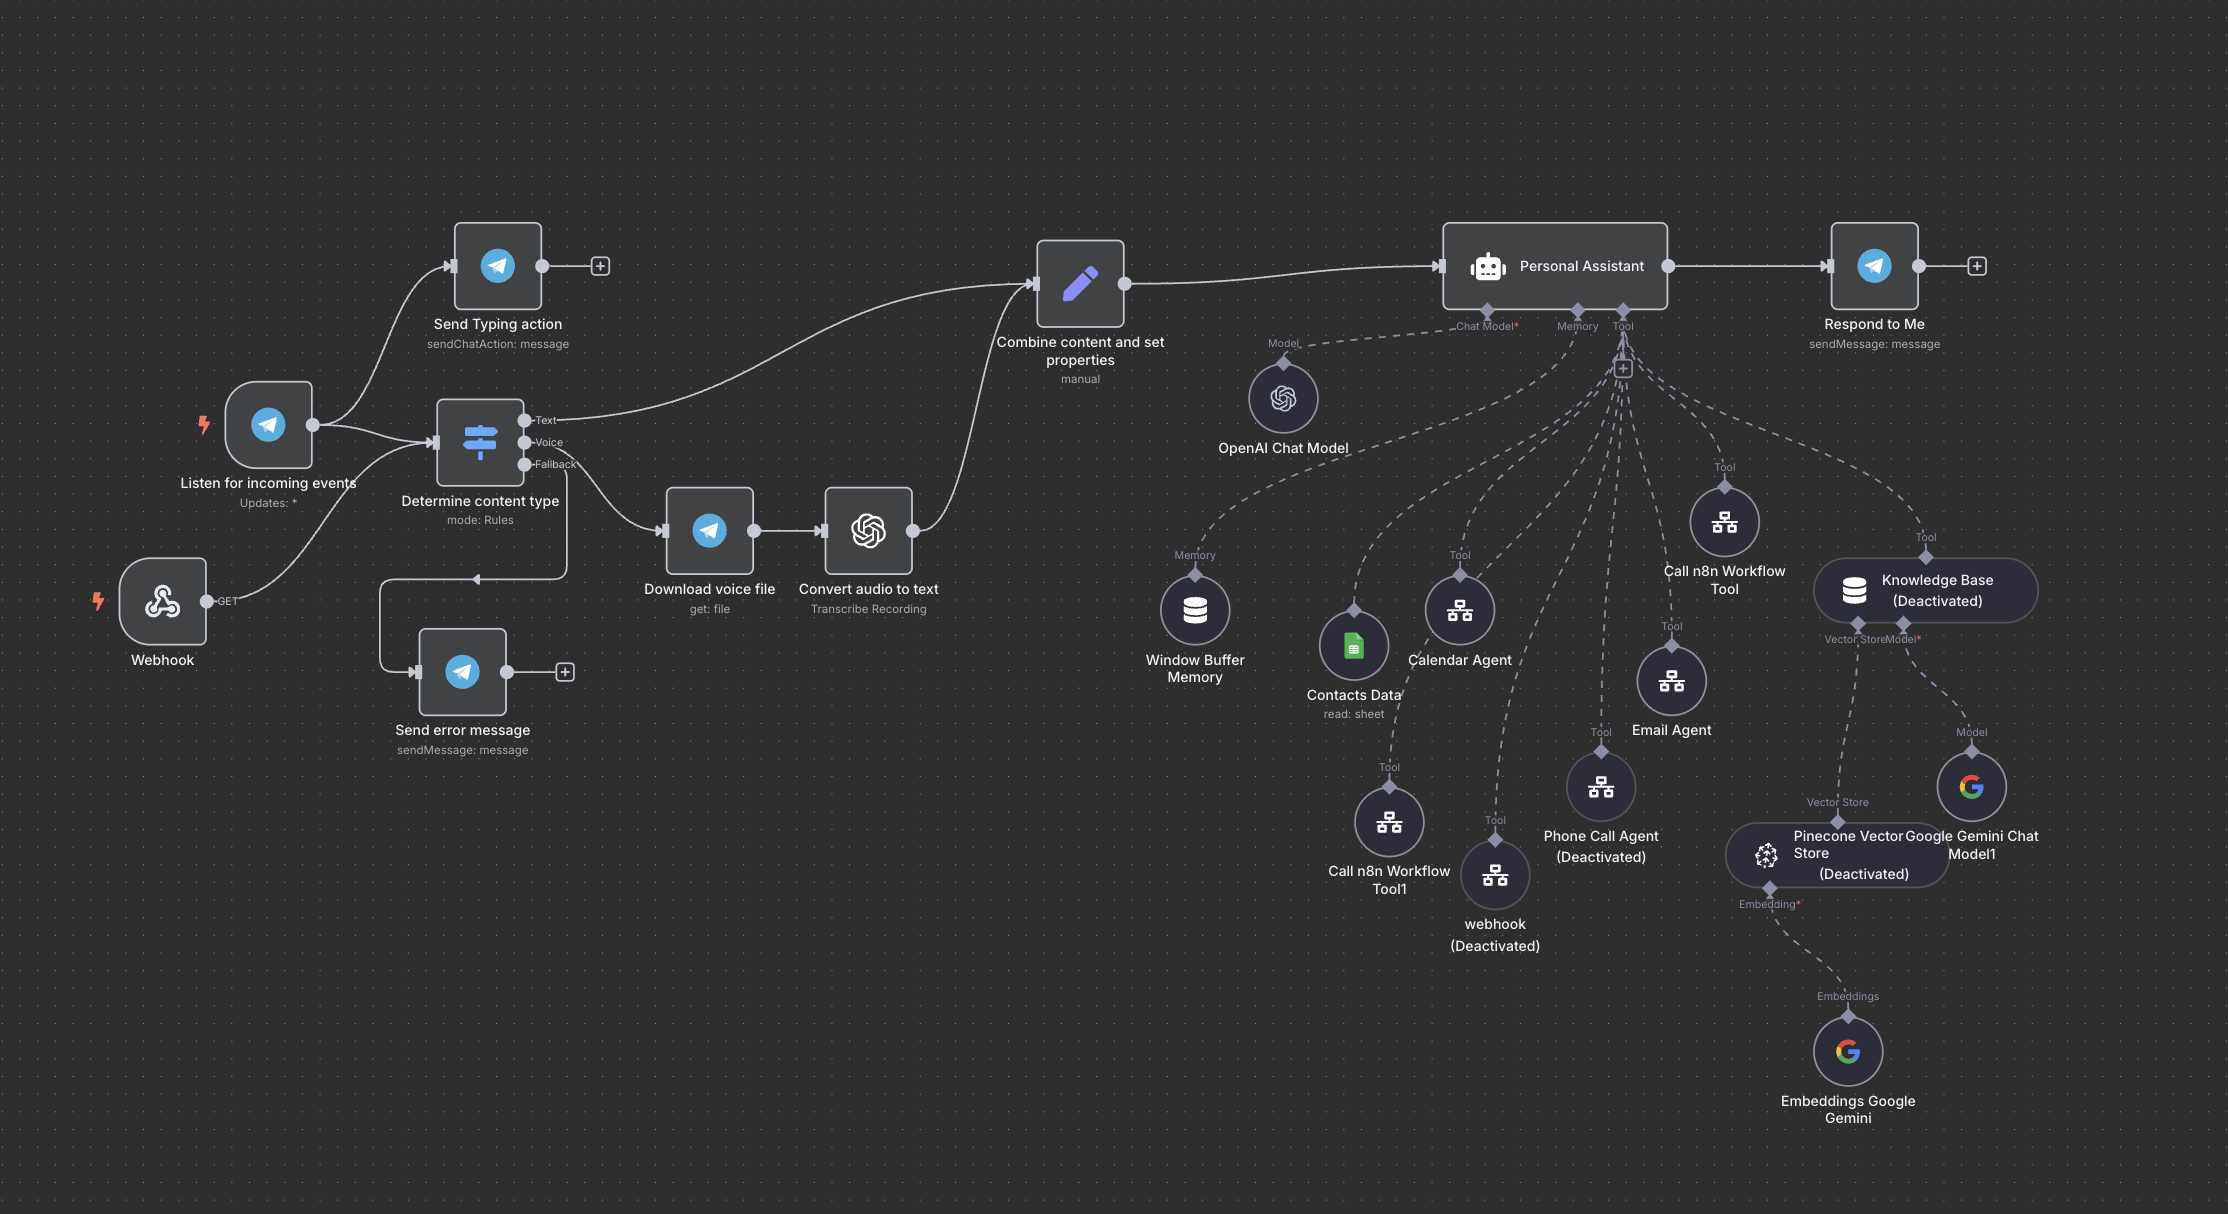 Send Typing action
sendChatAction: message
Listen for incoming events
Updates: *
GET
Webhook
Text
Voice
Fallback
Determine content type
mode: Rules
Send error message
sendMessage: message
Download voice file
get: file
Convert audio to text
Transcribe Recording
Combine content and set
properties
manual
Personal Assistant
Chat Model*
Memory
Tool
Respond to Me
sendMessage: message
Model
OpenAI Chat Model
Memory
Window Buffer
Memory
Contacts Data
read: sheet
Tool
Calendar Agent
Tool
Call n8n Workflow
Tool1
Tool
webhook
(Deactivated)
Tool
Phone Call Agent
(Deactivated)
Tool
Email Agent
Tool
Call n8n Workflow
Tool
Tool
Knowledge Base
(Deactivated)
Vector Store
Model*
Vector Store
Pinecone Vector
Store
(Deactivated)
Embedding*
Model
Google Gemini Chat
Model1
Embeddings
Embeddings Google
Gemini